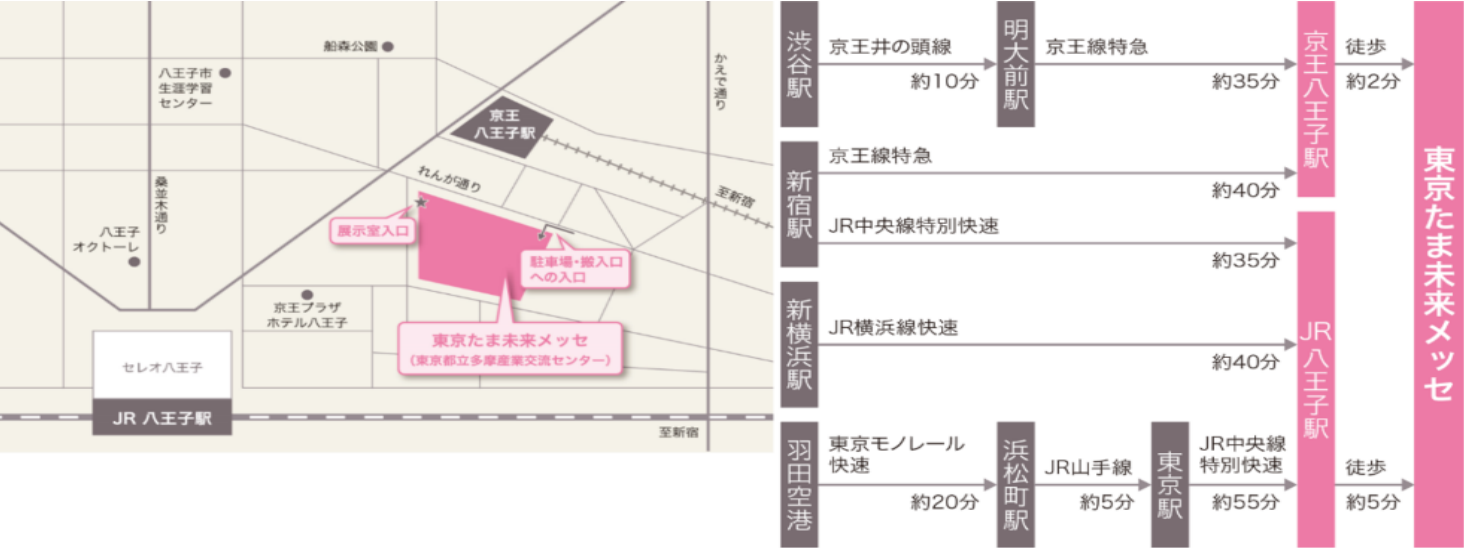 船森公園
八王子市
生涯学習
センター
かえで通り
京王
八王子駅
れんが通り
桑並木通り
至新宿
八王子
オクトーレ
展示室入口
駐車場・搬入口
への入口
京王プラザ
ホテル八王子
東京たま未来メッセ
（東京都立多摩産業交流センター）
セレオ八王子
JR 八王子駅
至新宿
渋谷駅
京王井の頭線
約10分
明大前駅
京王線特急
約35分
京王八王子駅
徒歩
約2分
東京たま未来メッセ
新宿駅
京王線特急
約40分
JR中央線特別快速
約35分
新横浜駅
JR横浜線快速
約40分
JR八王子駅
羽田空港
東京モノレール
快速
約20分
浜松町駅
JR山手線
約5分
東京駅
JR中央線
特別快速
約55分
徒歩
約5分